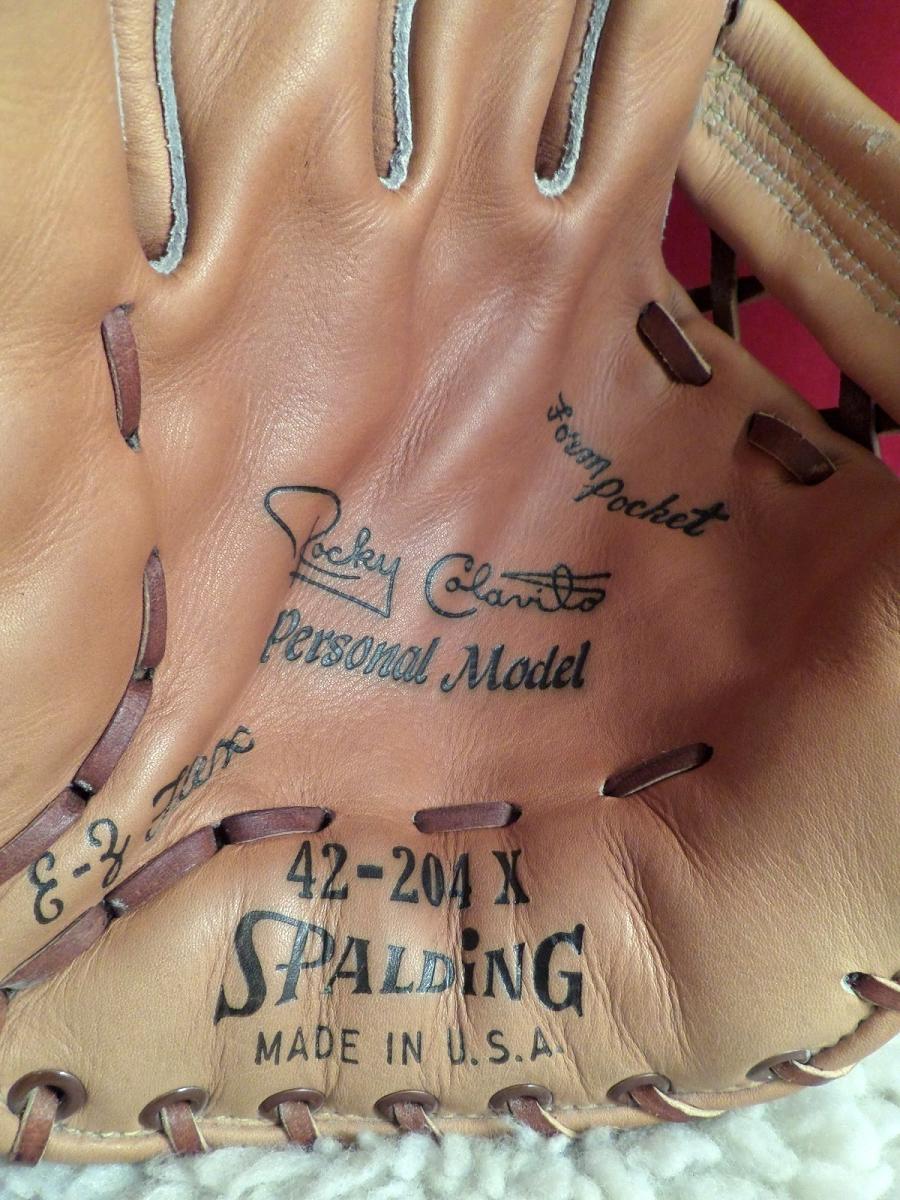 Form Pocket
Rocky Colavito
Personal Model
E-Z Flex
42-204 X
SPALDiNG
MADE IN U.S.A.